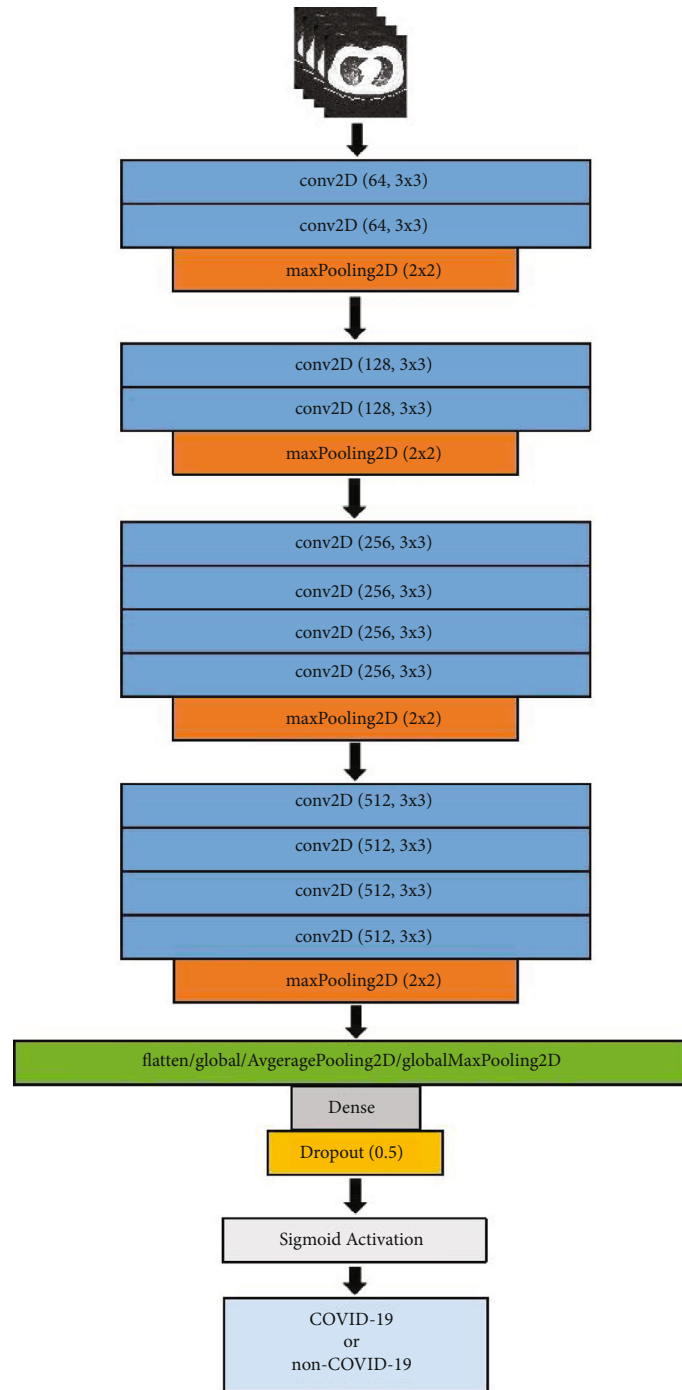 conv2D (64, 3x3)
conv2D (64, 3x3)
maxPooling2D (2x2)
conv2D (128, 3x3)
conv2D (128, 3x3)
maxPooling2D (2x2)
conv2D (256, 3x3)
conv2D (256, 3x3)
conv2D (256, 3x3)
conv2D (256, 3x3)
maxPooling2D (2x2)
conv2D (512, 3x3)
conv2D (512, 3x3)
conv2D (512, 3x3)
conv2D (512, 3x3)
maxPooling2D (2x2)
flatten/global/AvgeragePooling2D/globalMaxPooling2D
Dense
Dropout (0.5)
Sigmoid Activation
COVID-19
or
non-COVID-19